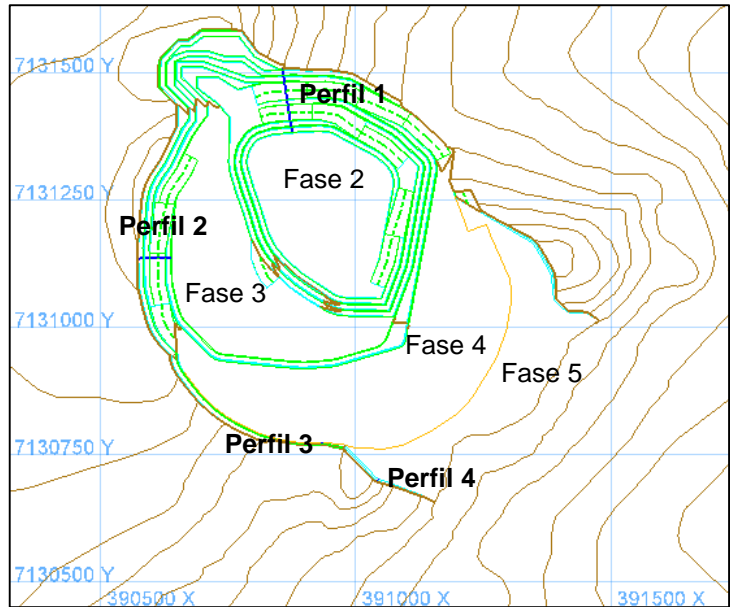 7131500 Y
Perfil 1
Fase 2
7131250 Y
Perfil 2
Fase 3
7131000 Y
Fase 4
Fase 5
Perfil 3
7130750 Y
Perfil 4
7130500 Y
390500 X
391000 X
391500 X